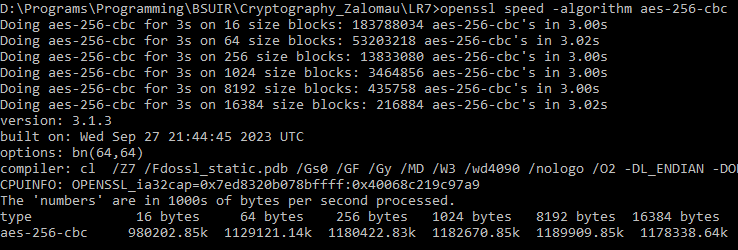 D:\Programs\Programming\BSUIR\Cryptography_Zalomau\LR7>openssl speed -algorithm aes-256-cbc
Doing aes-256-cbc for 3s on 16 size blocks: 183788034 aes-256-cbc's in 3.00s
Doing aes-256-cbc for 3s on 64 size blocks: 53203218 aes-256-cbc's in 3.02s
Doing aes-256-cbc for 3s on 256 size blocks: 13833080 aes-256-cbc's in 3.00s
Doing aes-256-cbc for 3s on 1024 size blocks: 3464856 aes-256-cbc's in 3.00s
Doing aes-256-cbc for 3s on 8192 size blocks: 435758 aes-256-cbc's in 3.00s
Doing aes-256-cbc for 3s on 16384 size blocks: 216884 aes-256-cbc's in 3.02s
version: 3.1.3
built on: Wed Sep 27 21:44:45 2023 UTC
options: bn(64,64)
compiler: cl  /Z7 /Fdossl_static.pdb /Gs0 /GF /Gy /MD /W3 /wd4090 /nologo /O2 -DL_ENDIAN -DO
CPUINFO: OPENSSL_ia32cap=0x7ed8320b078bffff:0x40068c219c97a9
The 'numbers' are in 1000s of bytes per second processed.
type             16 bytes     64 bytes    256 bytes   1024 bytes   8192 bytes  16384 bytes
aes-256-cbc     980202.85k  1129121.14k  1180422.83k  1182670.85k  1189909.85k  1178338.64k